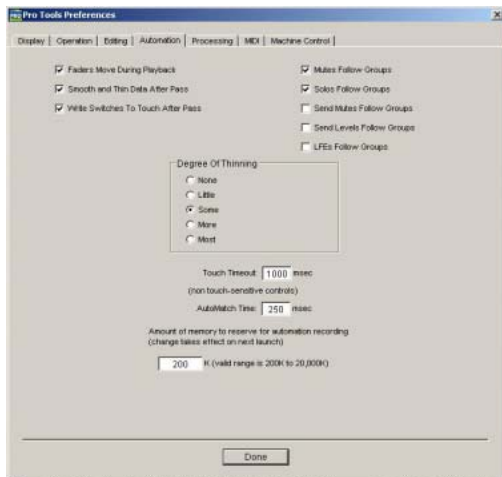 Pro Tools Preferences
Display Operation Editing Automation Processing MIDI Machine Control
Faders Move During Playback
Smooth and Thin Data After Pass
Write Switches To Touch After Pass
Mutes Follow Groups
Solos Follow Groups
Send Mutes Follow Groups
Send Levels Follow Groups
LFEs Follow Groups
Degree Of Thinning
None
Little
Some
More
Most
Touch Timeout: 1000 msec
(non touch-sensitive controls)
AutoMatch Time: 250 msec
Amount of memory to reserve for automation recording
(change takes effect on next launch)
200 K (valid range is 200K to 20,000K)
Done